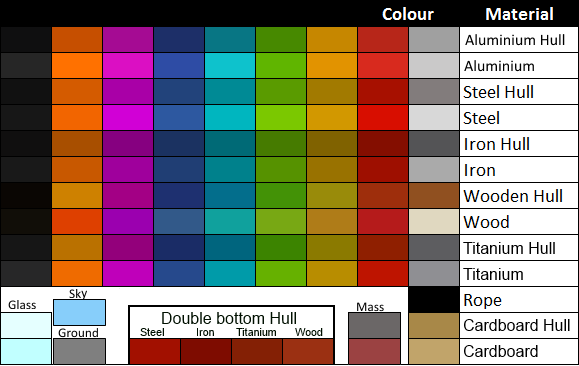 Colour Material
Aluminium Hull
Aluminium
Steel Hull
Steel
Iron Hull
Iron
Wooden Hull
Wood
Titanium Hull
Titanium
Rope
Cardboard Hull
Cardboard
Glass
Sky
Ground
Double bottom Hull
Steel Iron Titanium Wood
Mass